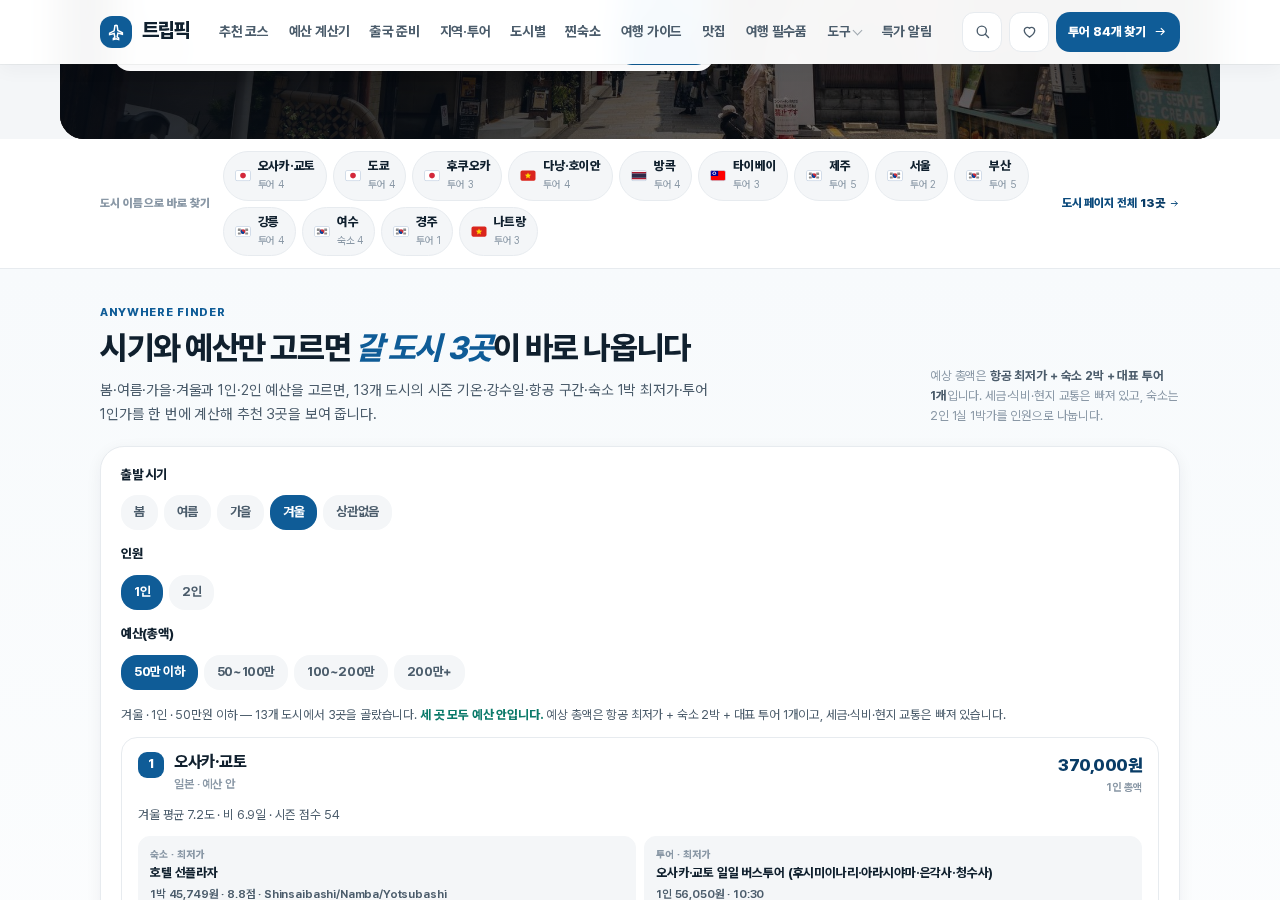 트립픽
추천 코스
예산 계산기
출국 준비
지역·투어
도시별
찐숙소
여행 가이드
맛집
여행 필수품
도구
특가 알림
투어 84개 찾기 →
SOFT SERVE
CREAM
도시 이름으로 바로 찾기
오사카·교토
투어 4
도쿄
투어 4
후쿠오카
투어 3
다낭·호이안
투어 4
방콕
투어 4
타이베이
투어 3
제주
투어 5
서울
투어 2
부산
투어 5
강릉
투어 4
여수
숙소 4
경주
투어 1
나트랑
투어 3
도시 페이지 전체 13곳 →
ANYWHERE FINDER
시기와 예산만 고르면 갈 도시 3곳이 바로 나옵니다
봄·여름·가을·겨울과 1인·2인 예산을 고르면, 13개 도시의 시즌 기온·강수일·항공 구간·숙소 1박 최저가·투어
1인가를 한 번에 계산해 추천 3곳을 보여 줍니다.
예상 총액은 항공 최저가 + 숙소 2박 + 대표 투어
1개입니다. 세금·식비·현지 교통은 빠져 있고, 숙소는
2인 1실 1박가를 인원으로 나눕니다.
출발 시기
봄
여름
가을
겨울
상관없음
인원
1인
2인
예산(총액)
50만 이하
50~100만
100~200만
200만+
겨울 · 1인 · 50만원 이하 — 13개 도시에서 3곳을 골랐습니다. 세 곳 모두 예산 안입니다. 예상 총액은 항공 최저가 + 숙소 2박 + 대표 투어 1개이고, 세금·식비·현지 교통은 빠져 있습니다.
1
오사카·교토
일본 · 예산 안
370,000원
1인 총액
겨울 평균 7.2도 · 비 6.9일 · 시즌 점수 54
숙소 · 최저가
호텔 선플라자
1박 45,749원 · 8.8점 · Shinsaibashi/Namba/Yotsubashi
투어 · 최저가
오사카·교토 일일 버스투어 (후시미이나리·아라시야마·은각사·청수사)
1인 56,050원 · 10:30